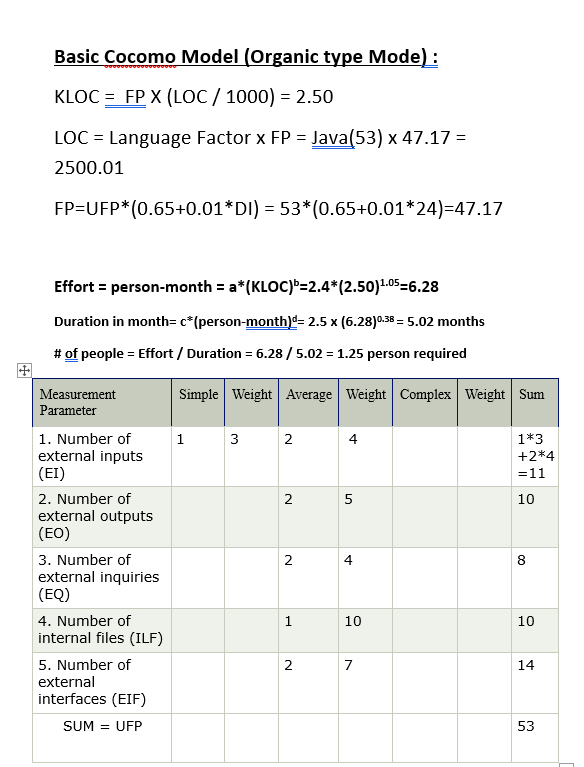 Basic Cocomo Model (Organic type Mode) :
KLOC = FP X (LOC / 1000) = 2.50
LOC = Language Factor x FP = Java(53) x 47.17 =
2500.01
FP=UFP*(0.65+0.01*DI) = 53*(0.65+0.01*24)=47.17
Effort = person-month = a*(KLOC)ᵇ=2.4*(2.50)¹·⁰⁵=6.28
Duration in month= c*(person-month)ᵈ= 2.5 x (6.28)⁰·³⁸ = 5.02 months
# of people = Effort / Duration = 6.28 / 5.02 = 1.25 person required
Measurement Simple Weight Average Weight Complex Weight Sum
Parameter
1. Number of 1 3 2 4 1*3
external inputs +2*4
(EI) =11
2. Number of 2 5 10
external outputs
(EO)
3. Number of 2 4 8
external inquiries
(EQ)
4. Number of 1 10 10
internal files (ILF)
5. Number of 2 7 14
external
interfaces (EIF)
SUM = UFP 53